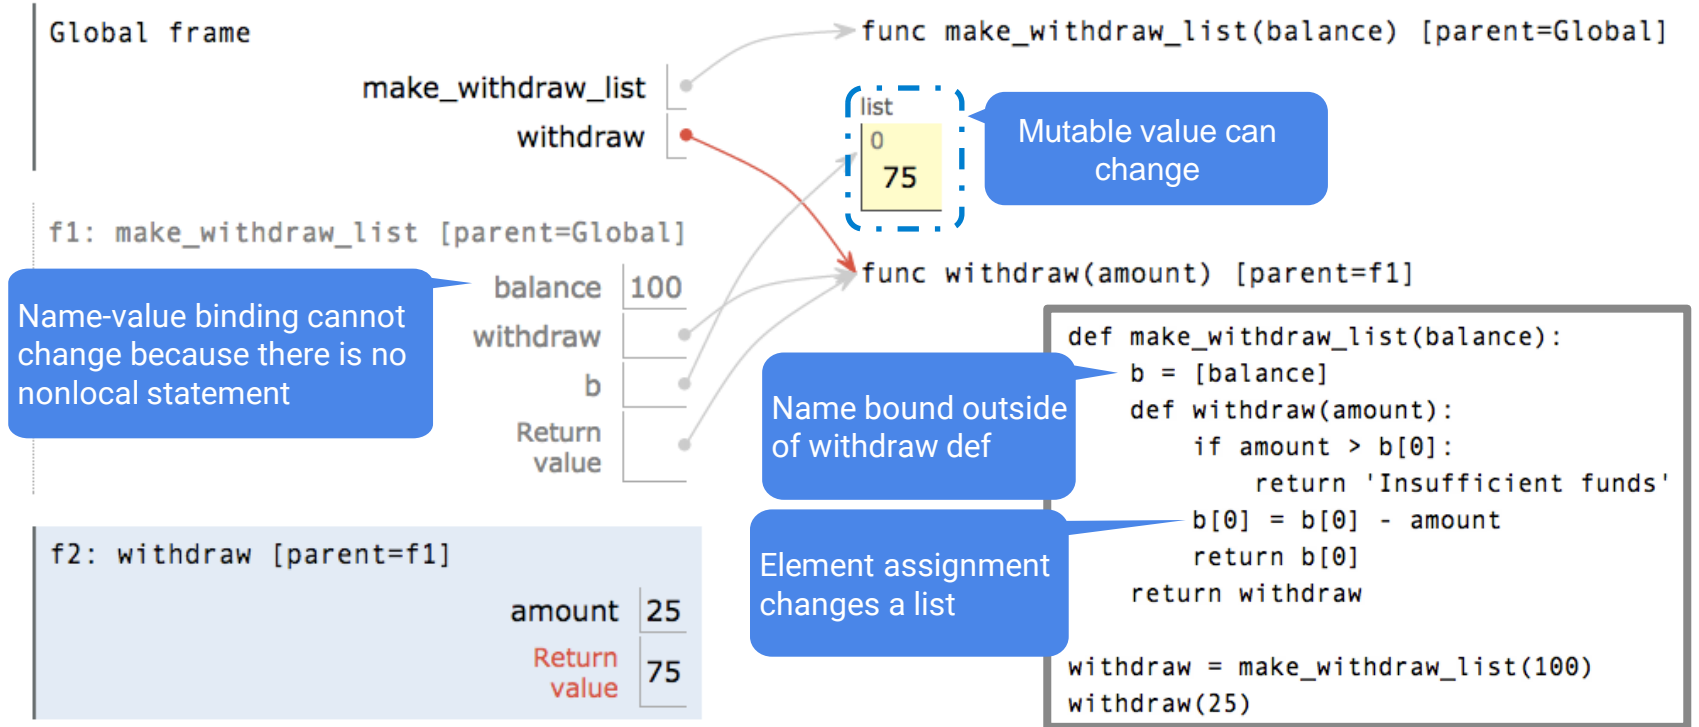 Global frame
make_withdraw_list
withdraw
func make_withdraw_list(balance) [parent=Global]
list
0
75
Mutable value can
change
func withdraw(amount) [parent=f1]
f1: make_withdraw_list [parent=Global]
balance 100
withdraw
b
Return
value
Name-value binding cannot
change because there is no
nonlocal statement
f2: withdraw [parent=f1]
amount 25
Return
value 75
Name bound outside
of withdraw def
Element assignment
changes a list
def make_withdraw_list(balance):
    b = [balance]
    def withdraw(amount):
        if amount > b[0]:
            return 'Insufficient funds'
        b[0] = b[0] - amount
        return b[0]
    return withdraw
withdraw = make_withdraw_list(100)
withdraw(25)